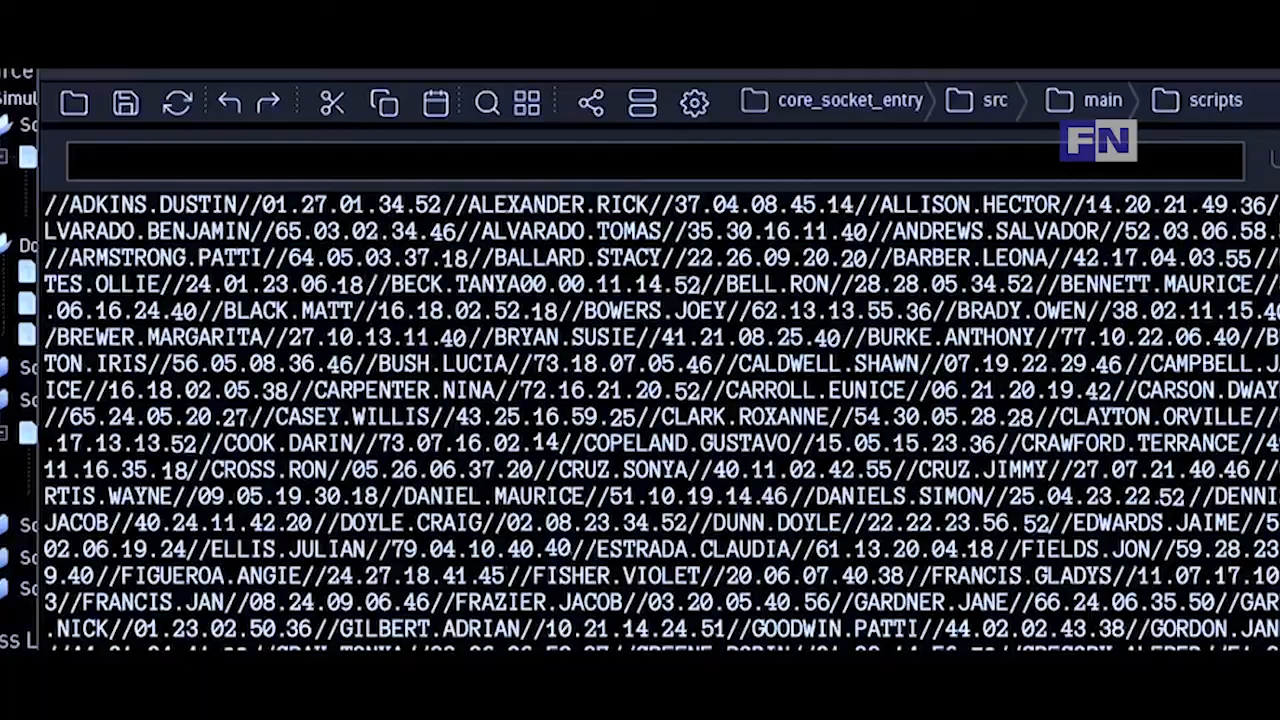 core_socket_entry src main scripts
FN
//ADKINS.DUSTIN//01.27.01.34.52//ALEXANDER.RICK//37.04.08.45.14//ALLISON.HECTOR//14.20.21.49.36/
LVARADO.BENJAMIN//65.03.02.34.46//ALVARADO.TOMAS//35.30.16.11.40//ANDREWS.SALVADOR//52.03.06.58.
//ARMSTRONG.PATTI//64.05.03.37.18//BALLARD.STACY//22.26.09.20.20//BARBER.LEONA//42.17.04.03.55//
TES.OLLIE//24.01.23.06.18//BECK.TANYA00.00.11.14.52//BELL.RON//28.28.05.34.52//BENNETT.MAURICE//
.06.16.24.40//BLACK.MATT//16.18.02.52.18//BOWERS.JOEY//62.13.13.55.36//BRADY.OWEN//38.02.11.15.40
/BREWER.MARGARITA//27.10.13.11.40//BRYAN.SUSIE//41.21.08.25.40//BURKE.ANTHONY//77.10.22.06.40//B
TON.IRIS//56.05.08.36.46//BUSH.LUCIA//73.18.07.05.46//CALDWELL.SHAWN//07.19.22.29.46//CAMPBELL.J
ICE//16.18.02.05.38//CARPENTER.NINA//72.16.21.20.52//CARROLL.EUNICE//06.21.20.19.42//CARSON.DWAY
//65.24.05.20.27//CASEY.WILLIS//43.25.16.59.25//CLARK.ROXANNE//54.30.05.28.28//CLAYTON.ORVILLE//
.17.13.13.52//COOK.DARIN//73.07.16.02.14//COPELAND.GUSTAVO//15.05.15.23.36//CRAWFORD.TERRANCE//4
11.16.35.18//CROSS.RON//05.26.06.37.20//CRUZ.SONYA//40.11.02.42.55//CRUZ.JIMMY//27.07.21.40.46//
RTIS.WAYNE//09.05.19.30.18//DANIEL.MAURICE//51.10.19.14.46//DANIELS.SIMON//25.04.23.22.52//DENNI
JACOB//40.24.11.42.20//DOYLE.CRAIG//02.08.23.34.52//DUNN.DOYLE//22.22.23.56.52//EDWARDS.JAIME//5
02.06.19.24//ELLIS.JULIAN//79.04.10.40.40//ESTRADA.CLAUDIA//61.13.20.04.18//FIELDS.JON//59.28.23
9.40//FIGUEROA.ANGIE//24.27.18.41.45//FISHER.VIOLET//20.06.07.40.38//FRANCIS.GLADYS//11.07.17.10
3//FRANCIS.JAN//08.24.09.06.46//FRAZIER.JACOB//03.20.05.40.56//GARDNER.JANE//66.24.06.35.50//GAR
.NICK//01.23.02.50.36//GILBERT.ADRIAN//10.21.14.24.51//GOODWIN.PATTI//44.02.02.43.38//GORDON.JAN